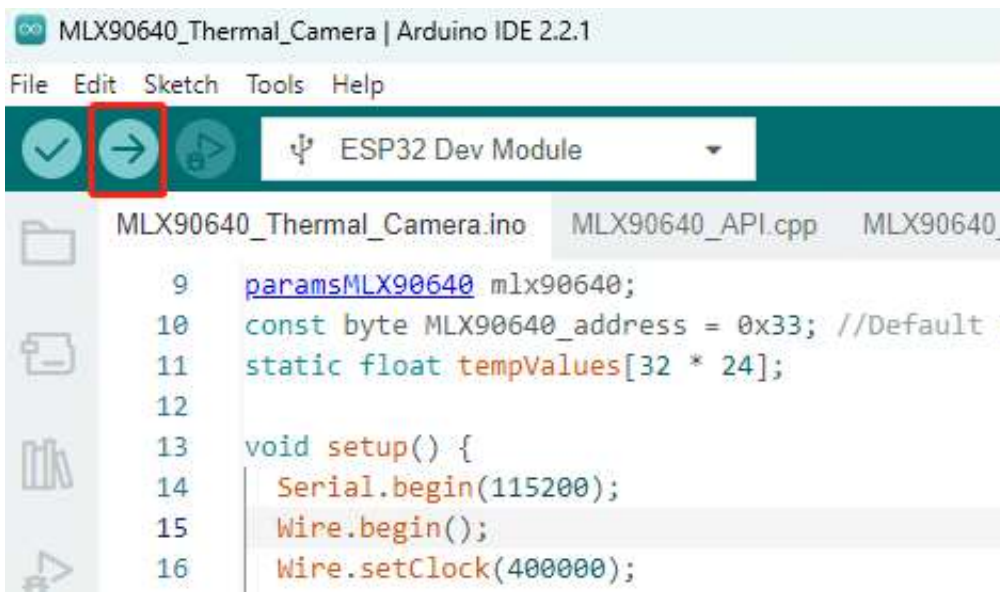 MLX90640_Thermal_Camera | Arduino IDE 2.2.1
File Edit Sketch Tools Help
ESP32 Dev Module
MLX90640_Thermal_Camera.ino MLX90640_API.cpp MLX90640_
9 paramsMLX90640 mlx90640;
10 const byte MLX90640_address = 0x33; //Default
11 static float tempValues[32 * 24];
12
13 void setup() {
14 Serial.begin(115200);
15 Wire.begin();
16 Wire.setClock(400000);